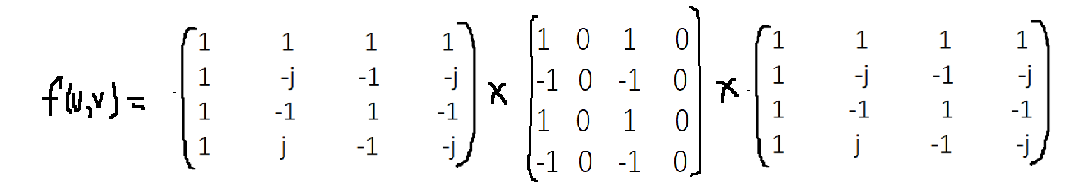 1 1 1 1 1 0 1 0 1 1 1 1
1 -j -1 -j -1 0 -1 0 1 -j -1 -j
f(u,v) = × ×
1 -1 1 -1 1 0 1 0 1 -1 1 -1
1 j -1 -j -1 0 -1 0 1 j -1 -j